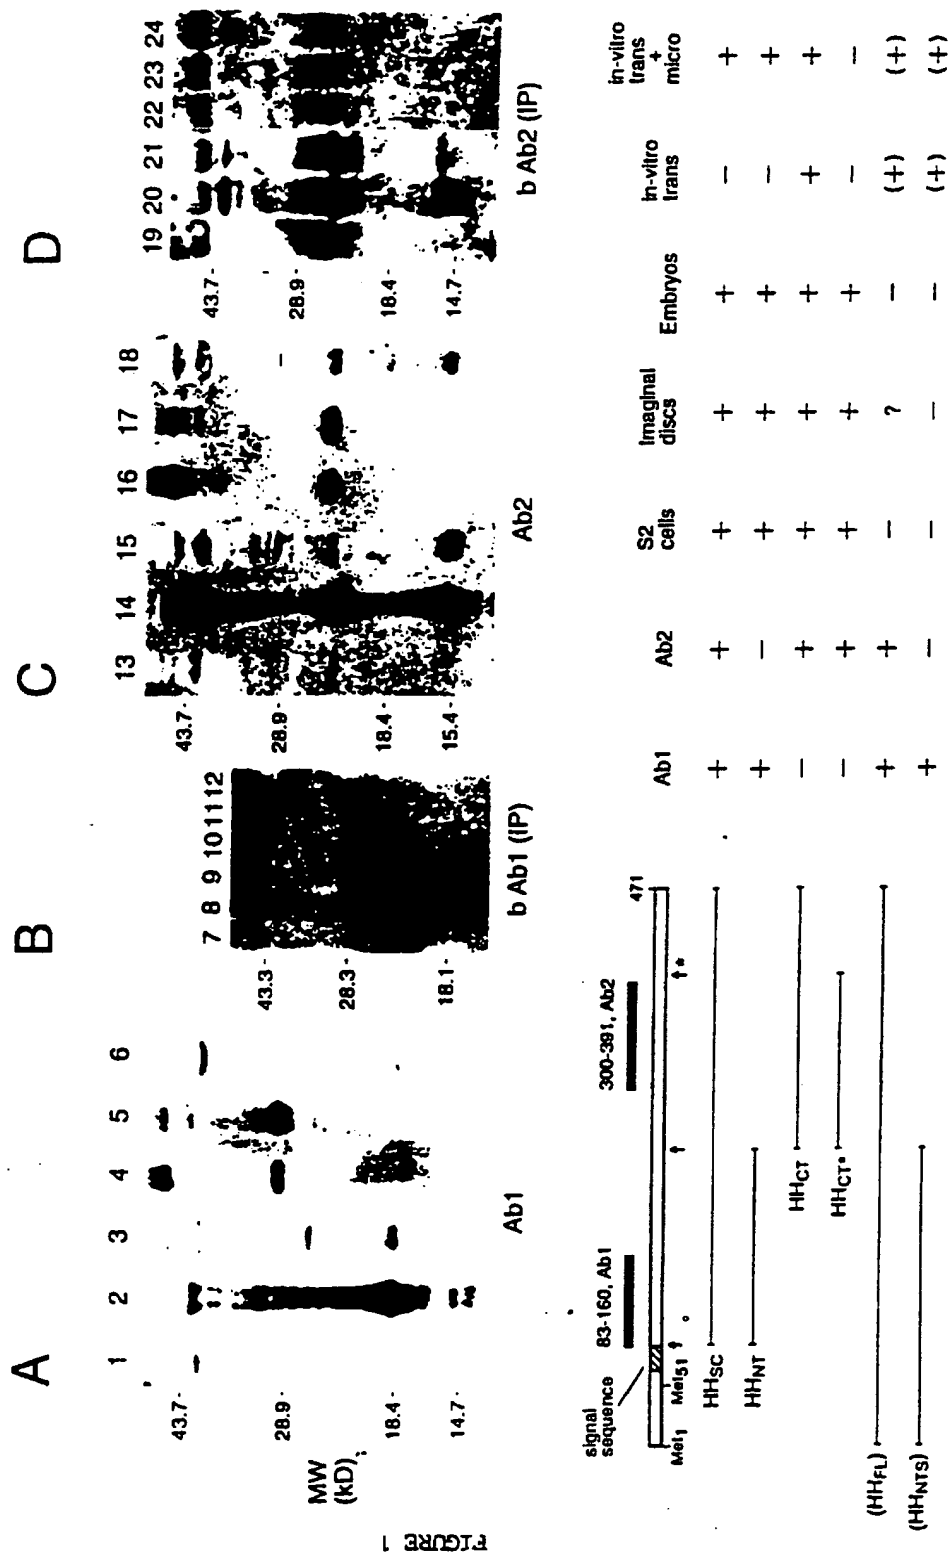 FIGURE 1
A
1 2 3 4 5 6
MW
(kD)
43.7 -
28.9 -
18.4 -
14.7 -
Ab1
B
7 8 9 10 11 12
43.3 -
28.3 -
18.1 -
b Ab1 (IP)
C
13 14 15 16 17 18
43.7 -
28.9 -
18.4 -
15.4 -
Ab2
D
19 20 21 22 23 24
43.7 -
28.9 -
18.4 -
14.7 -
b Ab2 (IP)
signal
sequence
83-160, Ab1
300-391, Ab2
471
Met1 Met51
*
Ab1 Ab2 S2 cells Imaginal discs Embryos In-vitro trans In-vitro trans + micro
HHSC + + + + + − +
HHNT + − + + + − +
HHCT − + + + + + +
HHCT* − + + + + − −
(HHFL) + + − ? − (+) (+)
(HHNTS) + − − − − (+) (+)